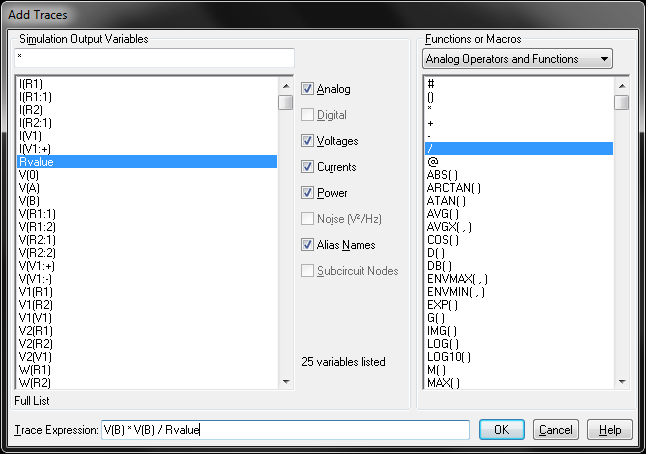 Add Traces
Simulation Output Variables
*
I(R1)
I(R1:1)
I(R2)
I(R2:1)
I(V1)
I(V1:+)
Rvalue
V(0)
V(A)
V(B)
V(R1:1)
V(R1:2)
V(R2:1)
V(R2:2)
V(V1:+)
V(V1:-)
V1(R1)
V1(R2)
V1(V1)
V2(R1)
V2(R2)
V2(V1)
W(R1)
W(R2)
Full List
Analog
Digital
Voltages
Currents
Power
Noise (V²/Hz)
Alias Names
Subcircuit Nodes
25 variables listed
Functions or Macros
Analog Operators and Functions
#
()
*
+
-
/
@
ABS( )
ARCTAN( )
ATAN( )
AVG( )
AVGX( , )
COS( )
D( )
DB( )
ENVMAX( , )
ENVMIN( , )
EXP( )
G( )
IMG( )
LOG( )
LOG10( )
M( )
MAX( )
Trace Expression: V(B) * V(B) / Rvalue
OK
Cancel
Help